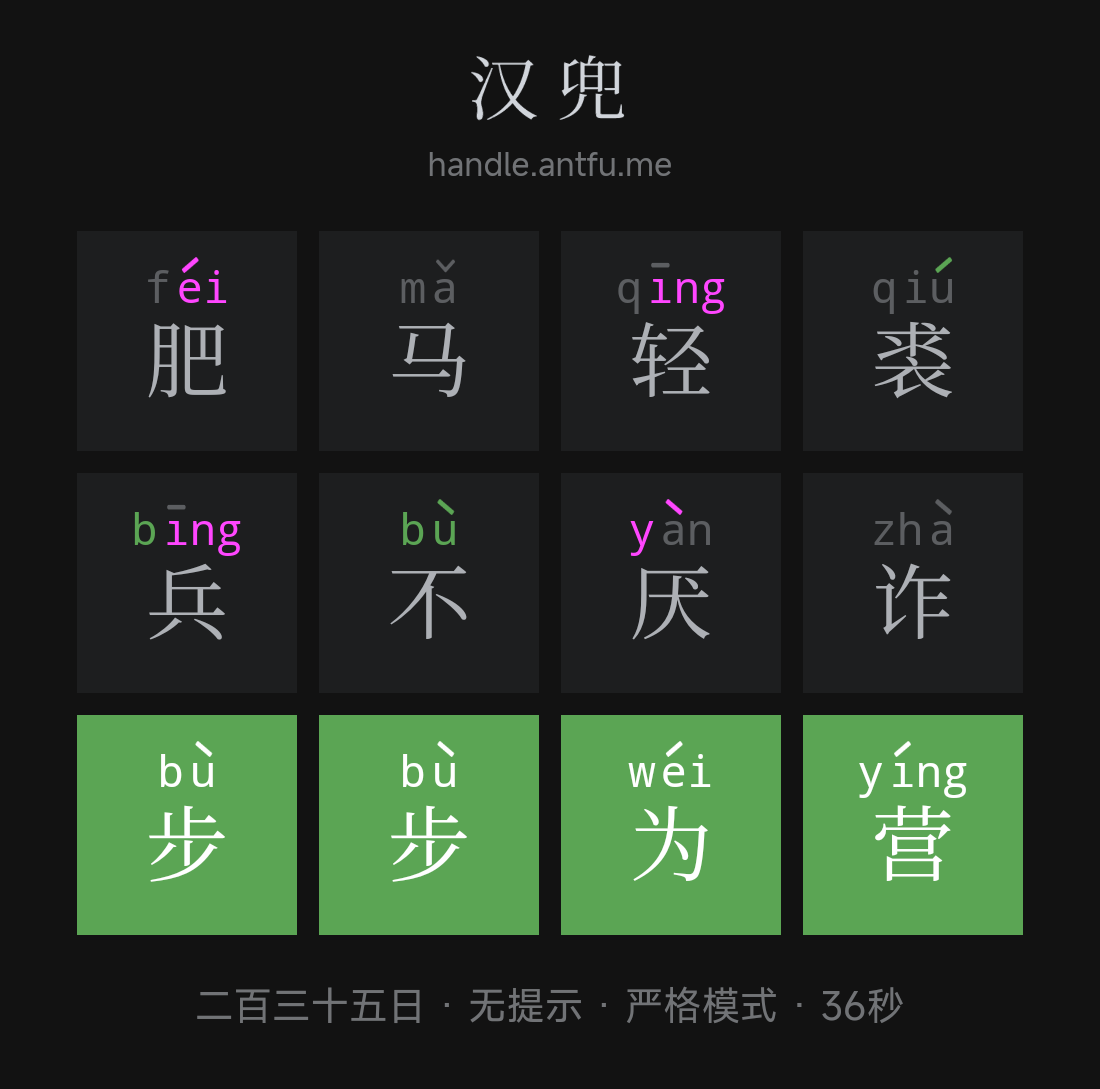 汉兜
handle.antfu.me
féi mǎ qīng qiú
肥 马 轻 裘
bīng bù yàn zhà
兵 不 厌 诈
bù bù wéi yíng
步 步 为 营
二百三十五日 · 无提示 · 严格模式 · 36秒